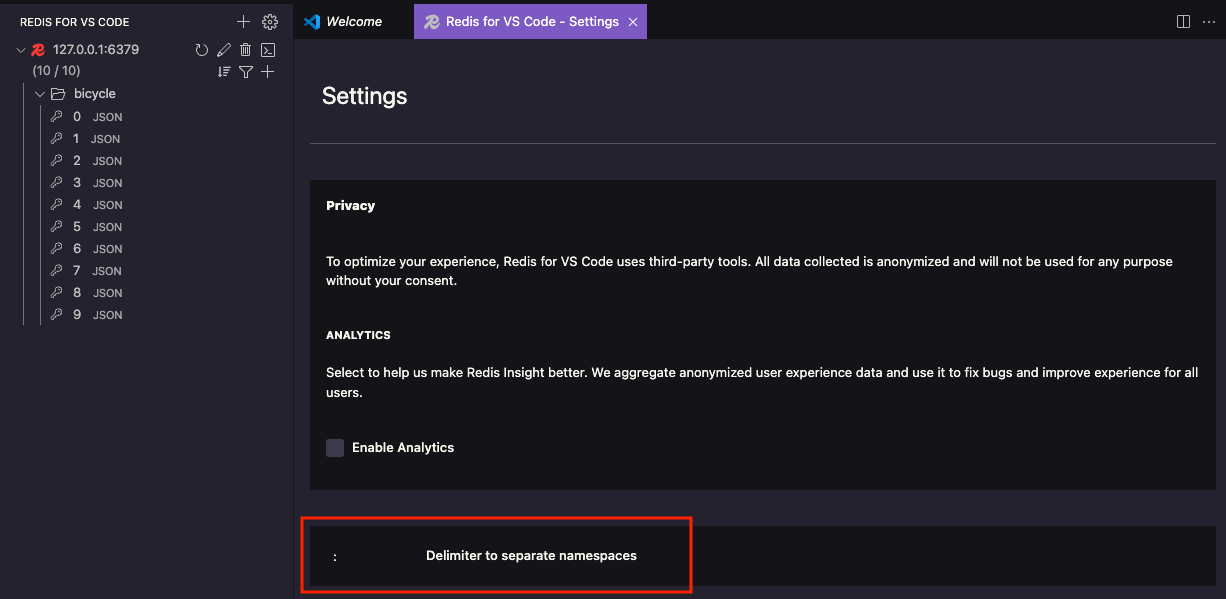 REDIS FOR VS CODE
127.0.0.1:6379
(10 / 10)
bicycle
0 JSON
1 JSON
2 JSON
3 JSON
4 JSON
5 JSON
6 JSON
7 JSON
8 JSON
9 JSON
Welcome
Redis for VS Code - Settings
Settings
Privacy
To optimize your experience, Redis for VS Code uses third-party tools. All data collected is anonymized and will not be used for any purpose
without your consent.
ANALYTICS
Select to help us make Redis Insight better. We aggregate anonymized user experience data and use it to fix bugs and improve experience for all
users.
Enable Analytics
: Delimiter to separate namespaces